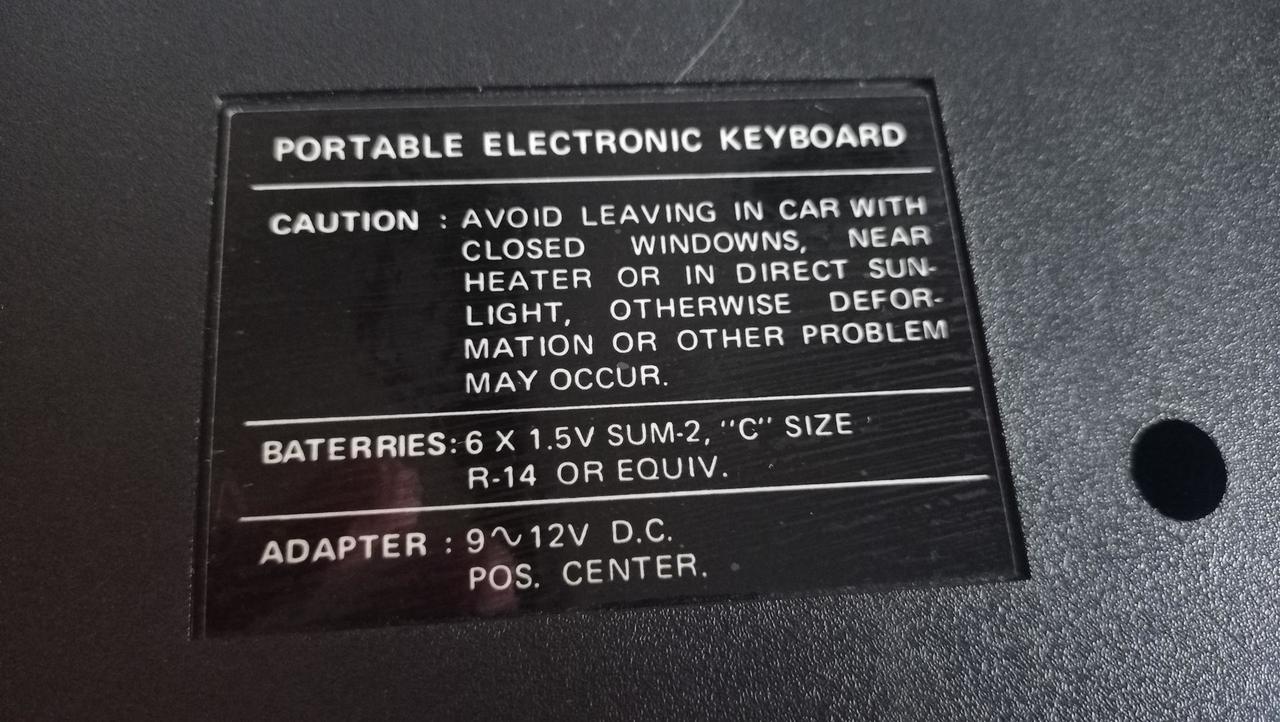 PORTABLE ELECTRONIC KEYBOARD
CAUTION : AVOID LEAVING IN CAR WITH
CLOSED WINDOWNS, NEAR
HEATER OR IN DIRECT SUN-
LIGHT, OTHERWISE DEFOR-
MATION OR OTHER PROBLEM
MAY OCCUR.
BATERRIES: 6 X 1.5V SUM-2, "C" SIZE
R-14 OR EQUIV.
ADAPTER : 9∿12V D.C.
POS. CENTER.